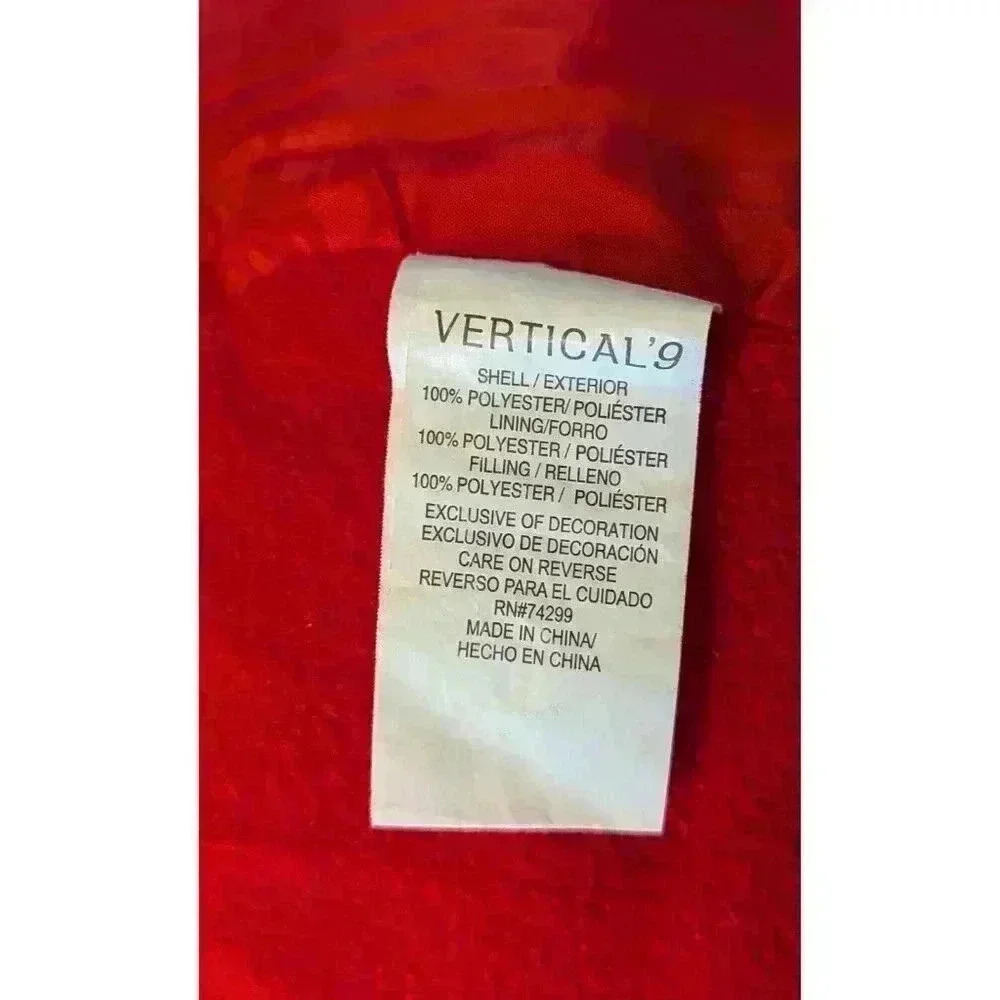 VERTICAL'9
SHELL / EXTERIOR
100% POLYESTER/ POLIÉSTER
LINING/FORRO
100% POLYESTER / POLIÉSTER
FILLING / RELLENO
100% POLYESTER / POLIÉSTER
EXCLUSIVE OF DECORATION
EXCLUSIVO DE DECORACIÓN
CARE ON REVERSE
REVERSO PARA EL CUIDADO
RN#74299
MADE IN CHINA/
HECHO EN CHINA